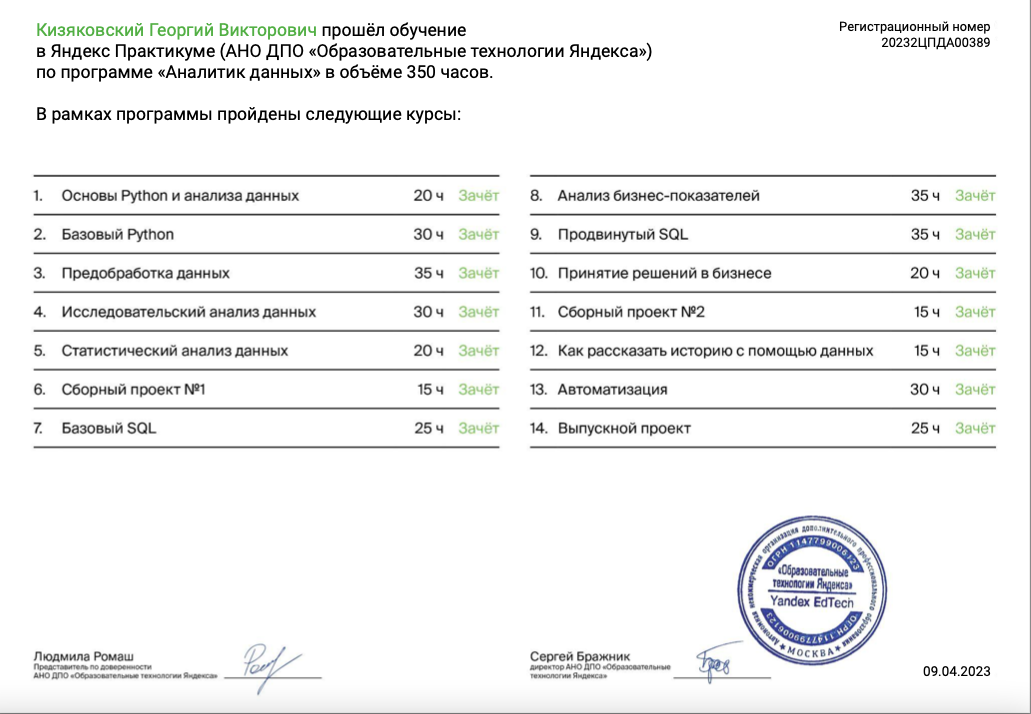 Кизяковский Георгий Викторович прошёл обучение
в Яндекс Практикуме (АНО ДПО «Образовательные технологии Яндекса»)
по программе «Аналитик данных» в объёме 350 часов.
Регистрационный номер
20232ЦПДА00389
В рамках программы пройдены следующие курсы:
1. Основы Python и анализа данных 20 ч Зачёт
2. Базовый Python 30 ч Зачёт
3. Предобработка данных 35 ч Зачёт
4. Исследовательский анализ данных 30 ч Зачёт
5. Статистический анализ данных 20 ч Зачёт
6. Сборный проект №1 15 ч Зачёт
7. Базовый SQL 25 ч Зачёт
8. Анализ бизнес-показателей 35 ч Зачёт
9. Продвинутый SQL 35 ч Зачёт
10. Принятие решений в бизнесе 20 ч Зачёт
11. Сборный проект №2 15 ч Зачёт
12. Как рассказать историю с помощью данных 15 ч Зачёт
13. Автоматизация 30 ч Зачёт
14. Выпускной проект 25 ч Зачёт
Людмила Ромаш
Представитель по доверенности
АНО ДПО «Образовательные технологии Яндекса»
Сергей Бражник
директор АНО ДПО «Образовательные
технологии Яндекса»
Автономная некоммерческая организация дополнительного профессионального образования
«Образовательные
технологии Яндекса»
Yandex EdTech
МОСКВА
09.04.2023